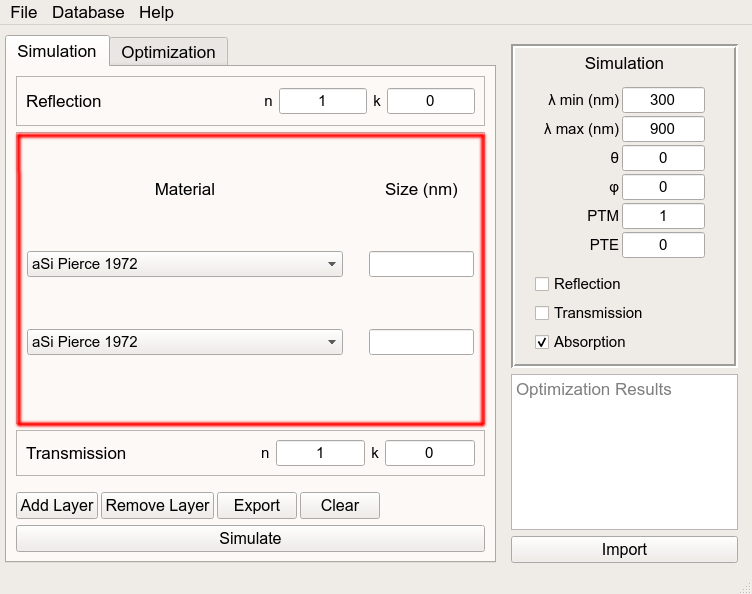 File Database Help
Simulation Optimization
Reflection n 1 k 0
Material Size (nm)
aSi Pierce 1972
aSi Pierce 1972
Transmission n 1 k 0
Add Layer Remove Layer Export Clear
Simulate
Simulation
λ min (nm) 300
λ max (nm) 900
θ 0
φ 0
PTM 1
PTE 0
Reflection
Transmission
Absorption
Optimization Results
Import